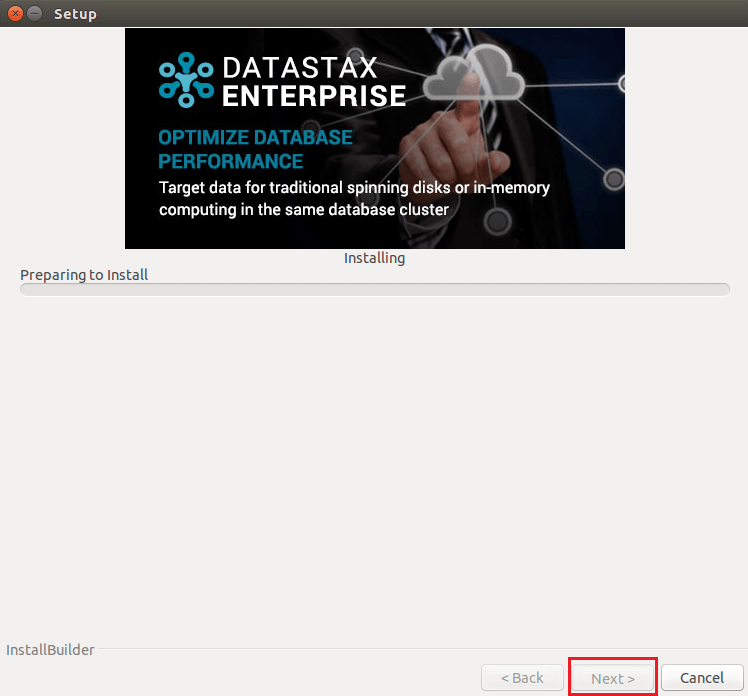 Setup
DATASTAX
ENTERPRISE
OPTIMIZE DATABASE
PERFORMANCE
Target data for traditional spinning disks or in-memory
computing in the same database cluster
Installing
Preparing to Install
InstallBuilder
< Back Next > Cancel